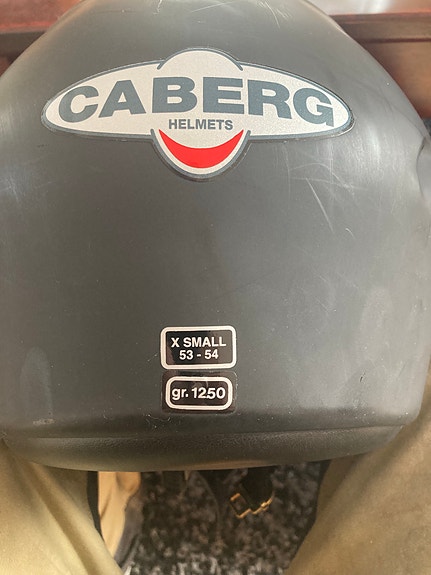 CABERG
HELMETS
X SMALL
53 - 54
gr. 1250